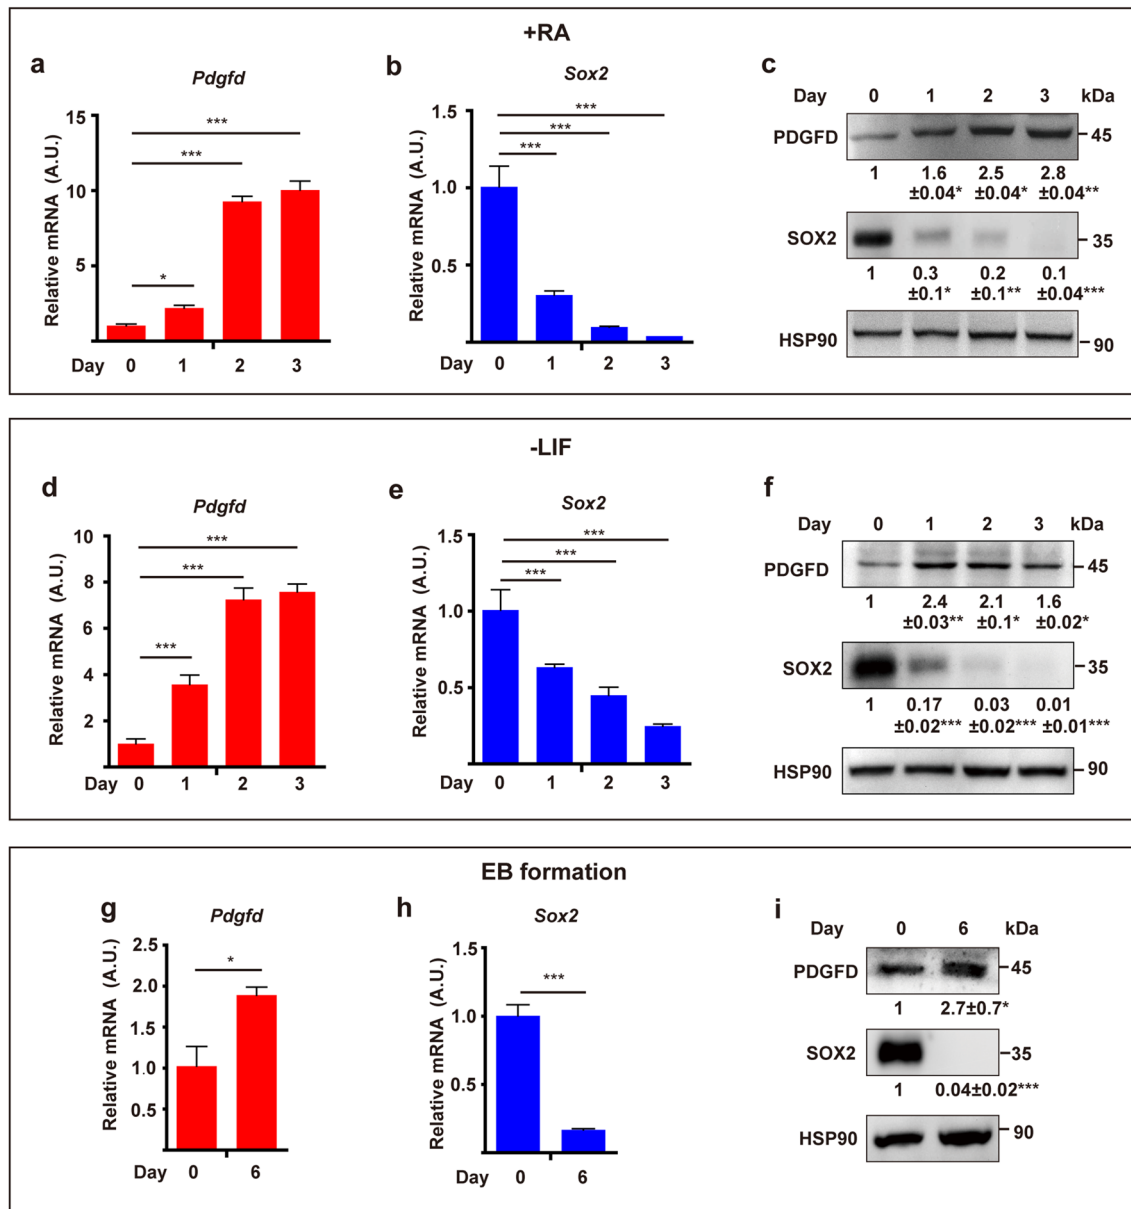 +RA
a
Pdgfd
Relative mRNA (A.U.)
15
10
5
***
***
*
Day 0 1 2 3
b
Sox2
Relative mRNA (A.U.)
1.5
1.0
0.5
***
***
***
Day 0 1 2 3
c
Day 0 1 2 3 kDa
PDGFD 45
1 1.6 2.5 2.8
±0.04* ±0.04* ±0.04**
SOX2 35
1 0.3 0.2 0.1
±0.1* ±0.1** ±0.04***
HSP90 90
-LIF
d
Pdgfd
Relative mRNA (A.U.)
10
8
6
4
2
***
***
***
Day 0 1 2 3
e
Sox2
Relative mRNA (A.U.)
1.5
1.0
0.5
***
***
***
Day 0 1 2 3
f
Day 0 1 2 3 kDa
PDGFD 45
1 2.4 2.1 1.6
±0.03** ±0.1* ±0.02*
SOX2 35
1 0.17 0.03 0.01
±0.02*** ±0.02*** ±0.01***
HSP90 90
EB formation
g
Pdgfd
Relative mRNA (A.U.)
2.5
2.0
1.5
1.0
0.5
*
Day 0 6
h
Sox2
Relative mRNA (A.U.)
1.5
1.0
0.5
***
Day 0 6
i
Day 0 6 kDa
PDGFD 45
1 2.7±0.7*
SOX2 35
1 0.04±0.02***
HSP90 90